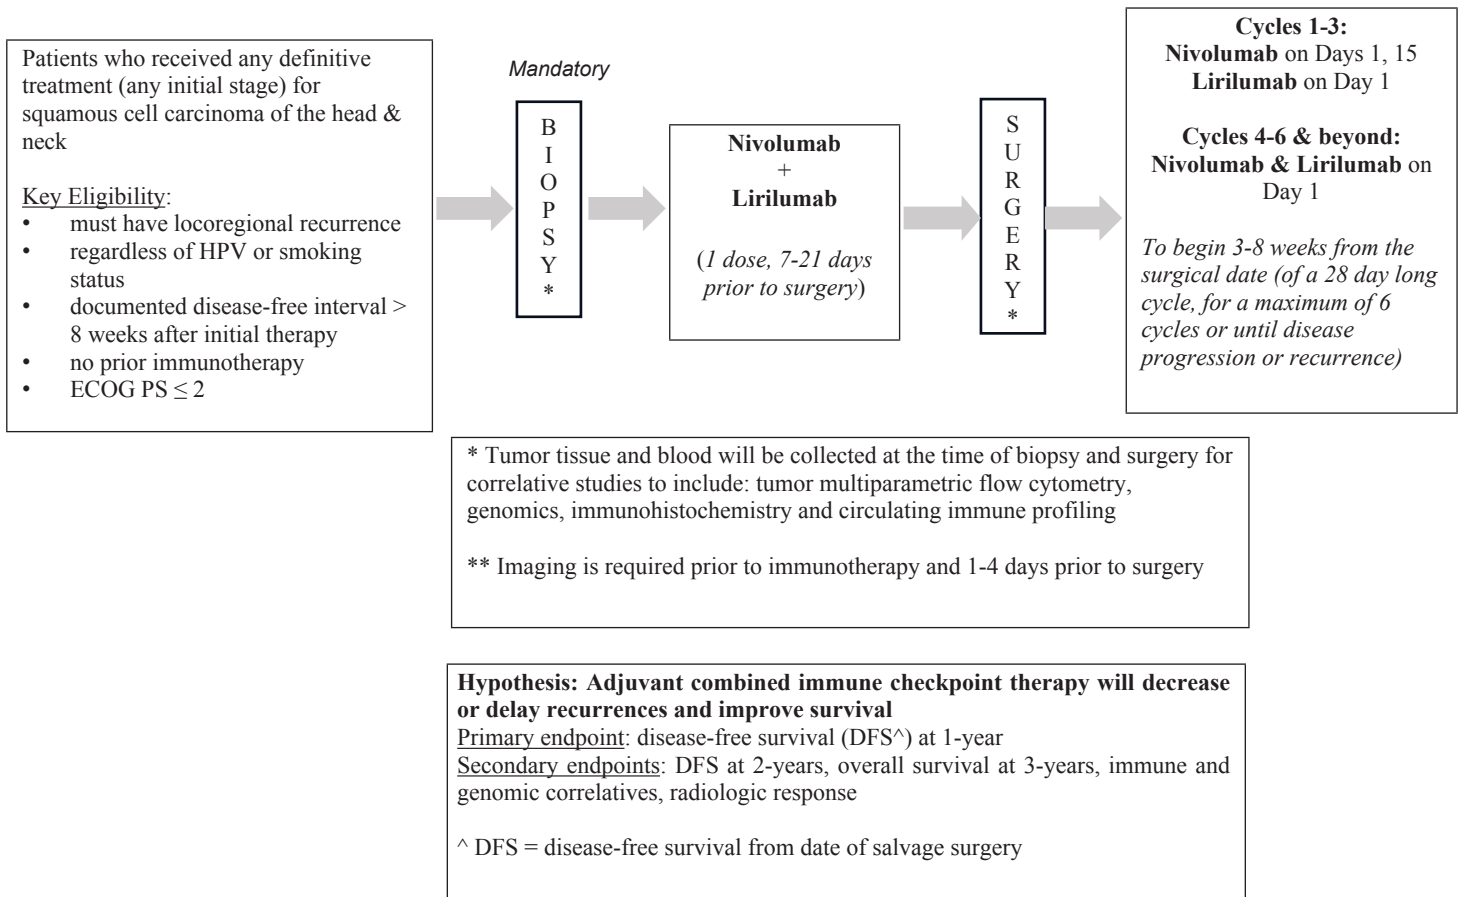 Patients who received any definitive
treatment (any initial stage) for
squamous cell carcinoma of the head &
neck
Key Eligibility:
• must have locoregional recurrence
• regardless of HPV or smoking
status
• documented disease-free interval >
8 weeks after initial therapy
• no prior immunotherapy
• ECOG PS ≤ 2
Mandatory
B
I
O
P
S
Y
*
Nivolumab
+
Lirilumab
(1 dose, 7-21 days
prior to surgery)
S
U
R
G
E
R
Y
*
Cycles 1-3:
Nivolumab on Days 1, 15
Lirilumab on Day 1
Cycles 4-6 & beyond:
Nivolumab & Lirilumab on
Day 1
To begin 3-8 weeks from the
surgical date (of a 28 day long
cycle, for a maximum of 6
cycles or until disease
progression or recurrence)
* Tumor tissue and blood will be collected at the time of biopsy and surgery for
correlative studies to include: tumor multiparametric flow cytometry,
genomics, immunohistochemistry and circulating immune profiling
** Imaging is required prior to immunotherapy and 1-4 days prior to surgery
Hypothesis: Adjuvant combined immune checkpoint therapy will decrease
or delay recurrences and improve survival
Primary endpoint: disease-free survival (DFS^) at 1-year
Secondary endpoints: DFS at 2-years, overall survival at 3-years, immune and
genomic correlatives, radiologic response
^ DFS = disease-free survival from date of salvage surgery